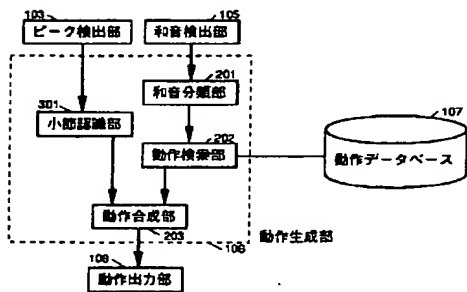 103
ピーク検出部
105
和音検出部
201
和音分類部
301
小節認識部
202
動作検索部
107
動作データベース
動作合成部
203
動作生成部
106
108
動作出力部